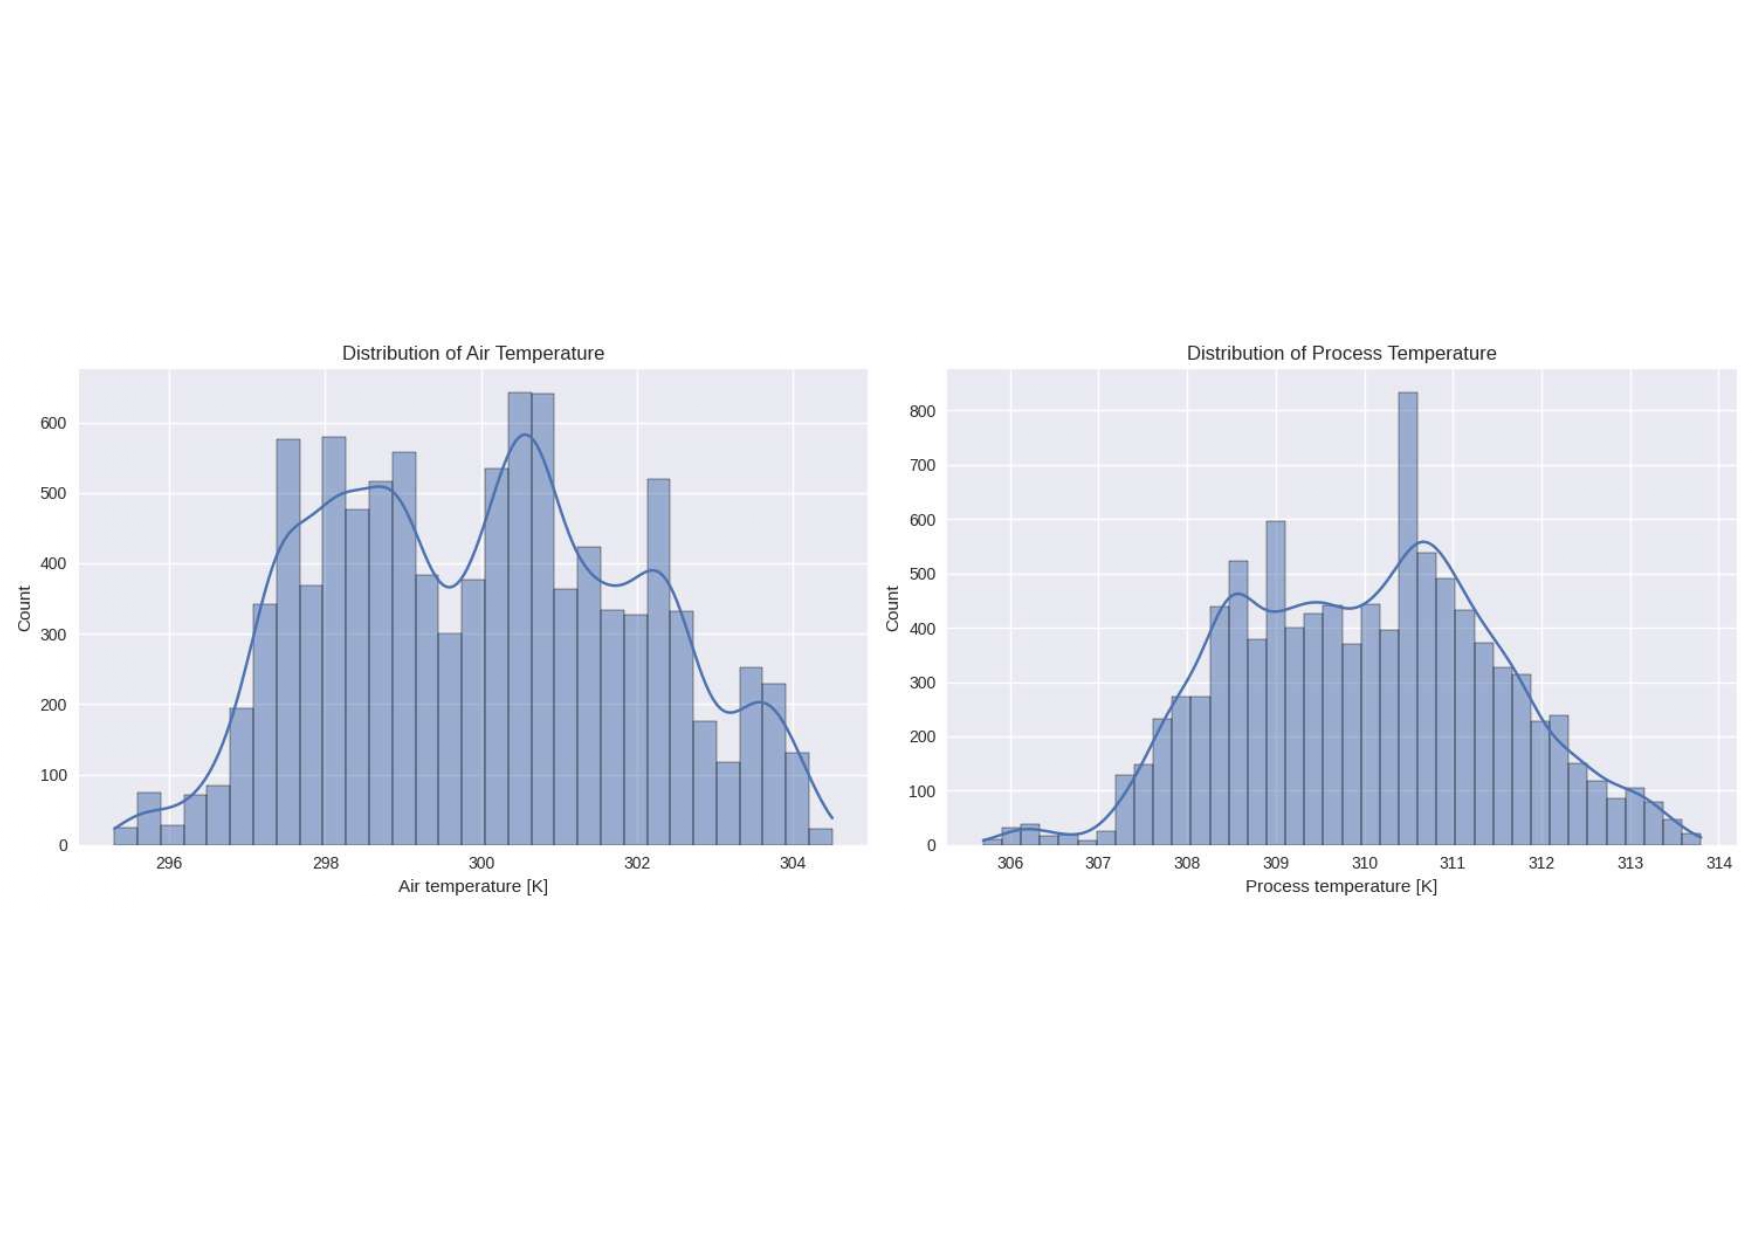 Distribution of Air Temperature
600
500
400
300
200
100
0
Count
296 298 300 302 304
Air temperature [K]
Distribution of Process Temperature
800
700
600
500
400
300
200
100
0
Count
306 307 308 309 310 311 312 313 314
Process temperature [K]